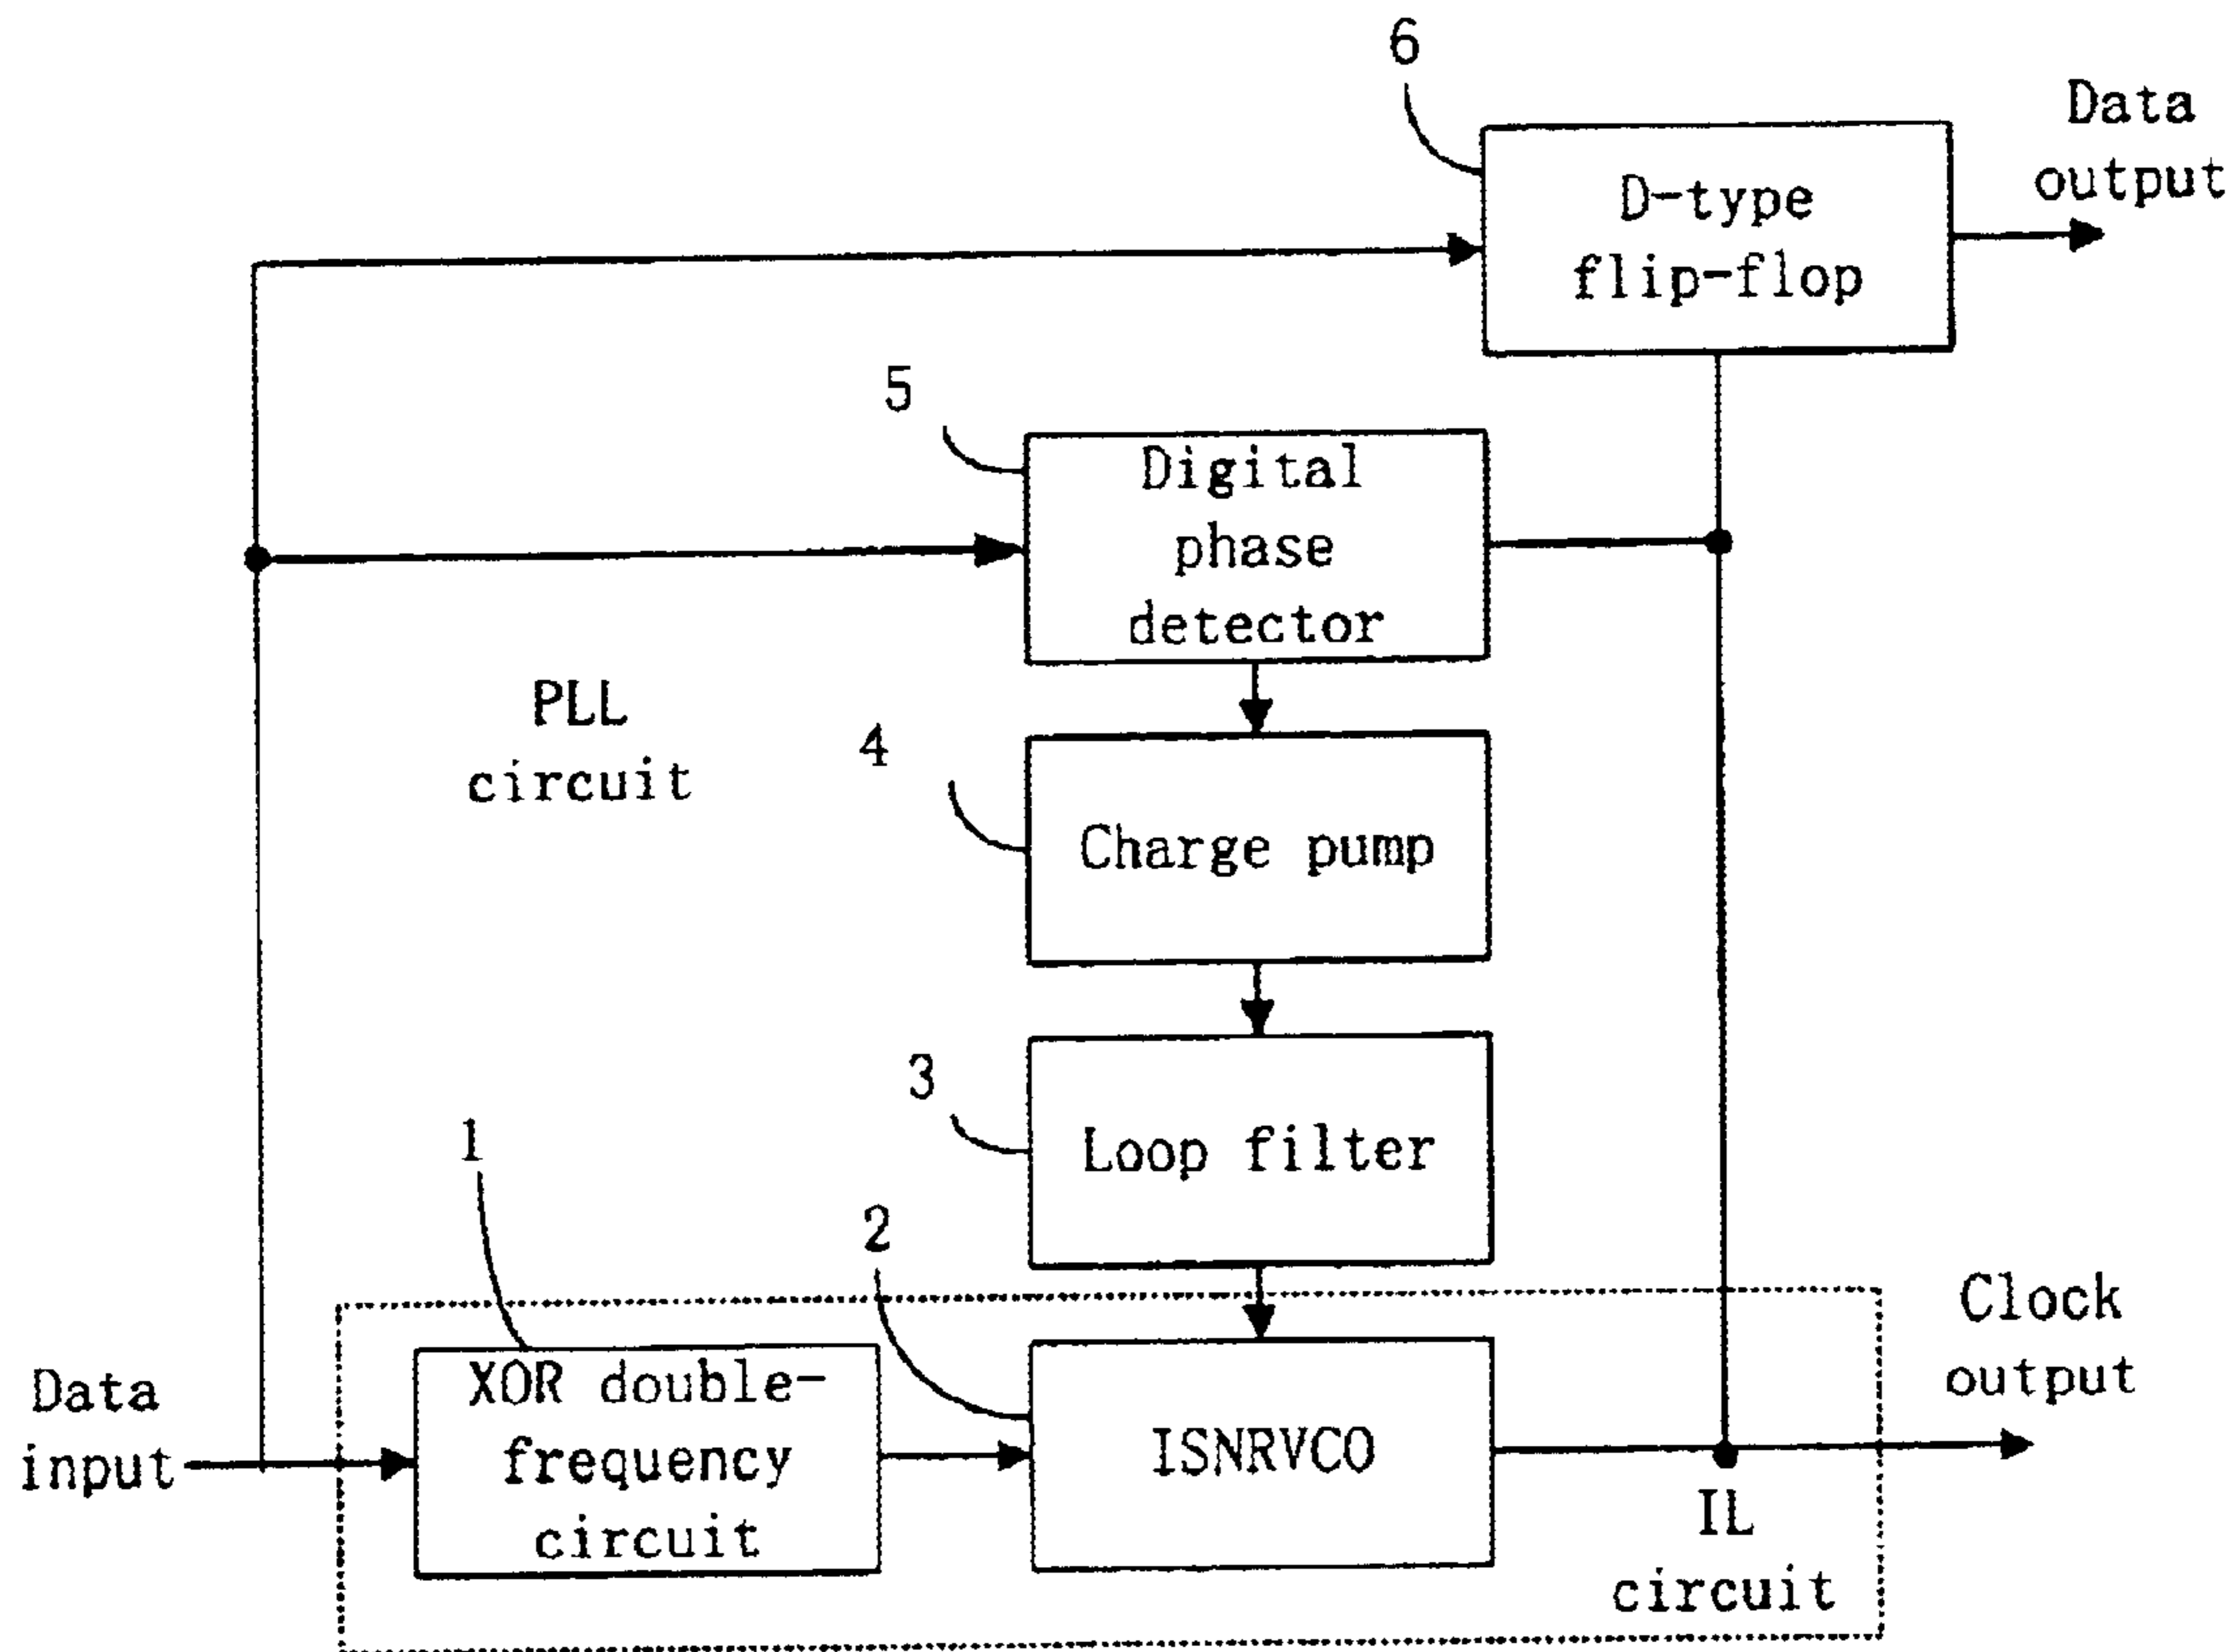 6
Data
output
D-type
flip-flop
5
Digital
phase
detector
PLL
circuit
4
Charge pump
3
Loop filter
1
2
Clock
output
Data
input
XOR double-
frequency
circuit
ISNRVCO
IL
circuit